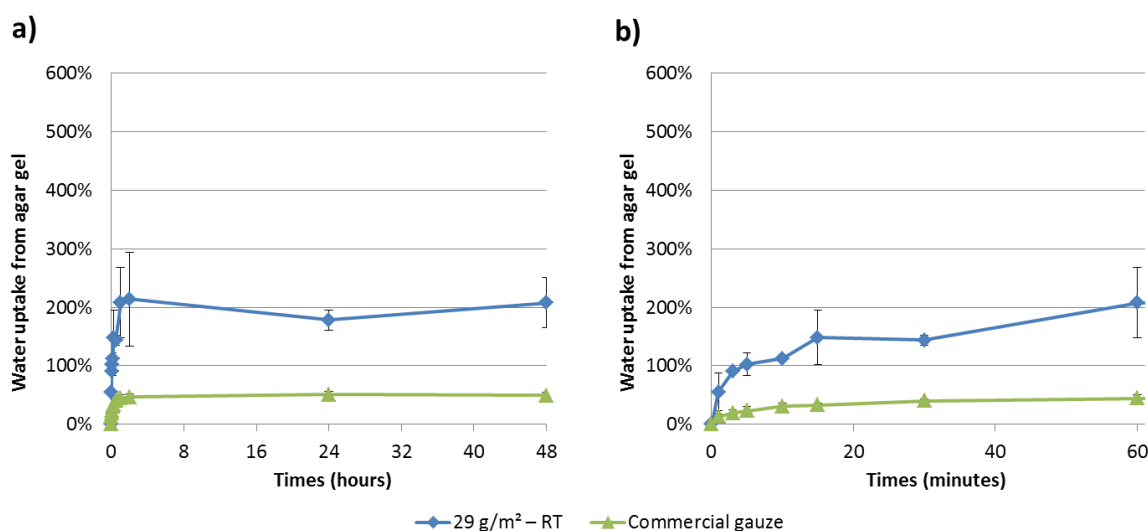 a)
Water uptake from agar gel
600%
500%
400%
300%
200%
100%
0%
0 8 16 24 32 40 48
Times (hours)
b)
Water uptake from agar gel
600%
500%
400%
300%
200%
100%
0%
0 20 40 60
Times (minutes)
29 g/m² – RT Commercial gauze